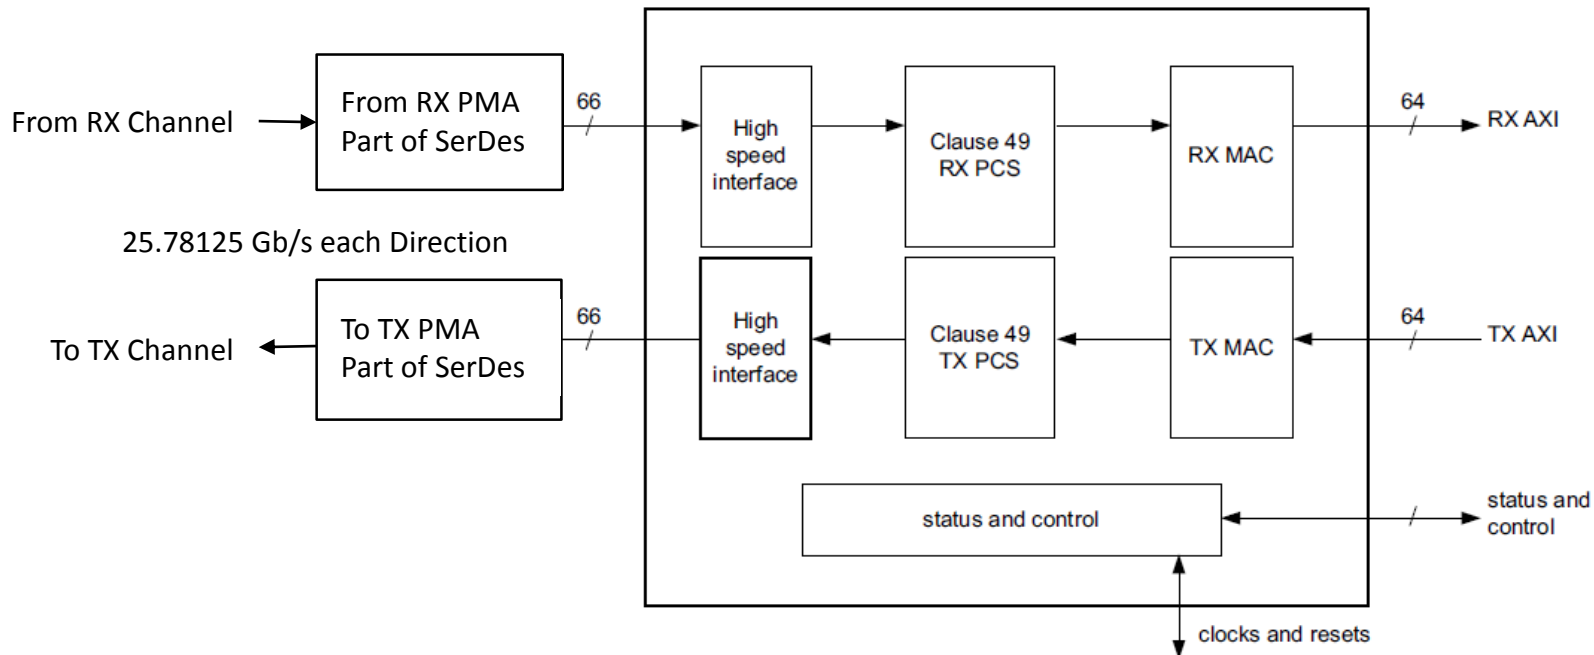 From RX Channel
From RX PMA
Part of SerDes
66
High
speed
interface
Clause 49
RX PCS
RX MAC
64
RX AXI
25.78125 Gb/s each Direction
To TX Channel
To TX PMA
Part of SerDes
66
High
speed
interface
Clause 49
TX PCS
TX MAC
64
TX AXI
status and control
status and
control
clocks and resets